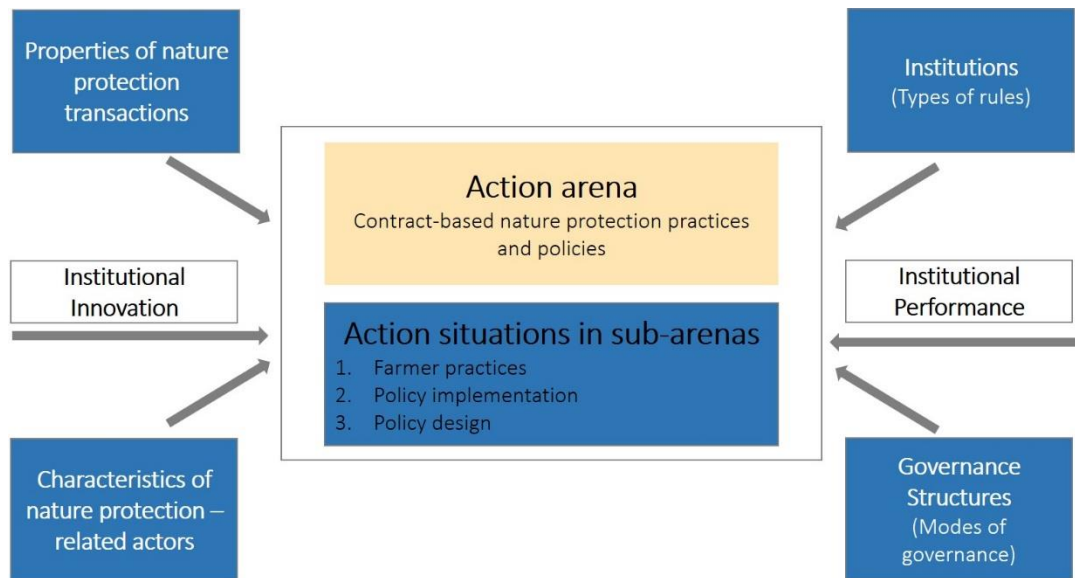 Properties of nature
protection
transactions
Institutions
(Types of rules)
Action arena
Contract-based nature protection practices
and policies
Institutional
Innovation
Institutional
Performance
Action situations in sub-arenas
1. Farmer practices
2. Policy implementation
3. Policy design
Characteristics of
nature protection –
related actors
Governance
Structures
(Modes of
governance)